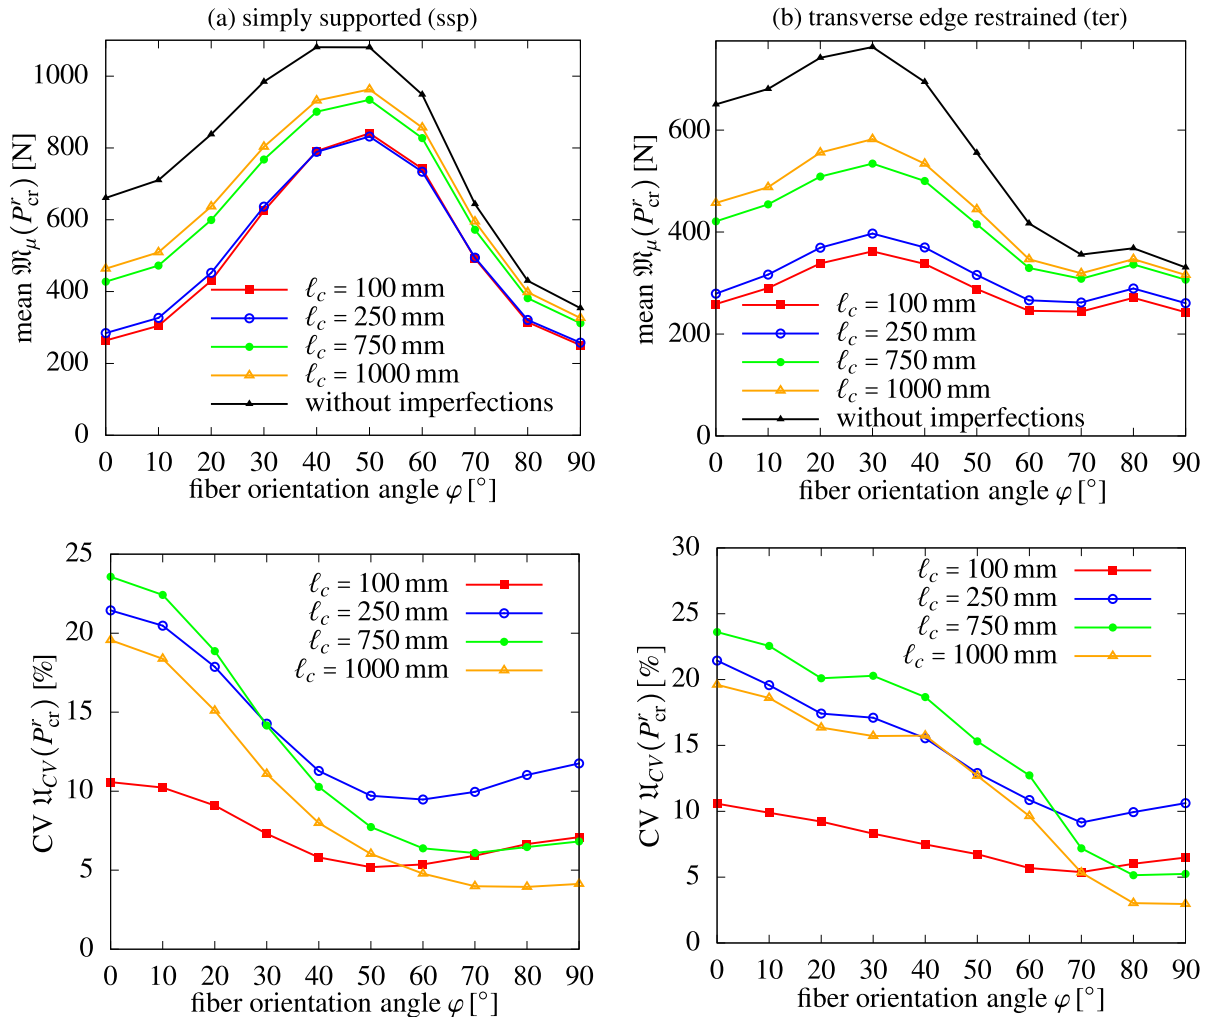 (a) simply supported (ssp)
mean 𝔐_μ(P^r_cr) [N]
1000
800
600
400
200
0
ℓ_c = 100 mm
ℓ_c = 250 mm
ℓ_c = 750 mm
ℓ_c = 1000 mm
without imperfections
0 10 20 30 40 50 60 70 80 90
fiber orientation angle φ [°]
(b) transverse edge restrained (ter)
mean 𝔐_μ(P^r_cr) [N]
600
400
200
0
ℓ_c = 100 mm
ℓ_c = 250 mm
ℓ_c = 750 mm
ℓ_c = 1000 mm
without imperfections
0 10 20 30 40 50 60 70 80 90
fiber orientation angle φ [°]
CV 𝔘_CV(P^r_cr) [%]
25
20
15
10
5
0
ℓ_c = 100 mm
ℓ_c = 250 mm
ℓ_c = 750 mm
ℓ_c = 1000 mm
0 10 20 30 40 50 60 70 80 90
fiber orientation angle φ [°]
CV 𝔘_CV(P^r_cr) [%]
30
25
20
15
10
5
0
ℓ_c = 100 mm
ℓ_c = 250 mm
ℓ_c = 750 mm
ℓ_c = 1000 mm
0 10 20 30 40 50 60 70 80 90
fiber orientation angle φ [°]